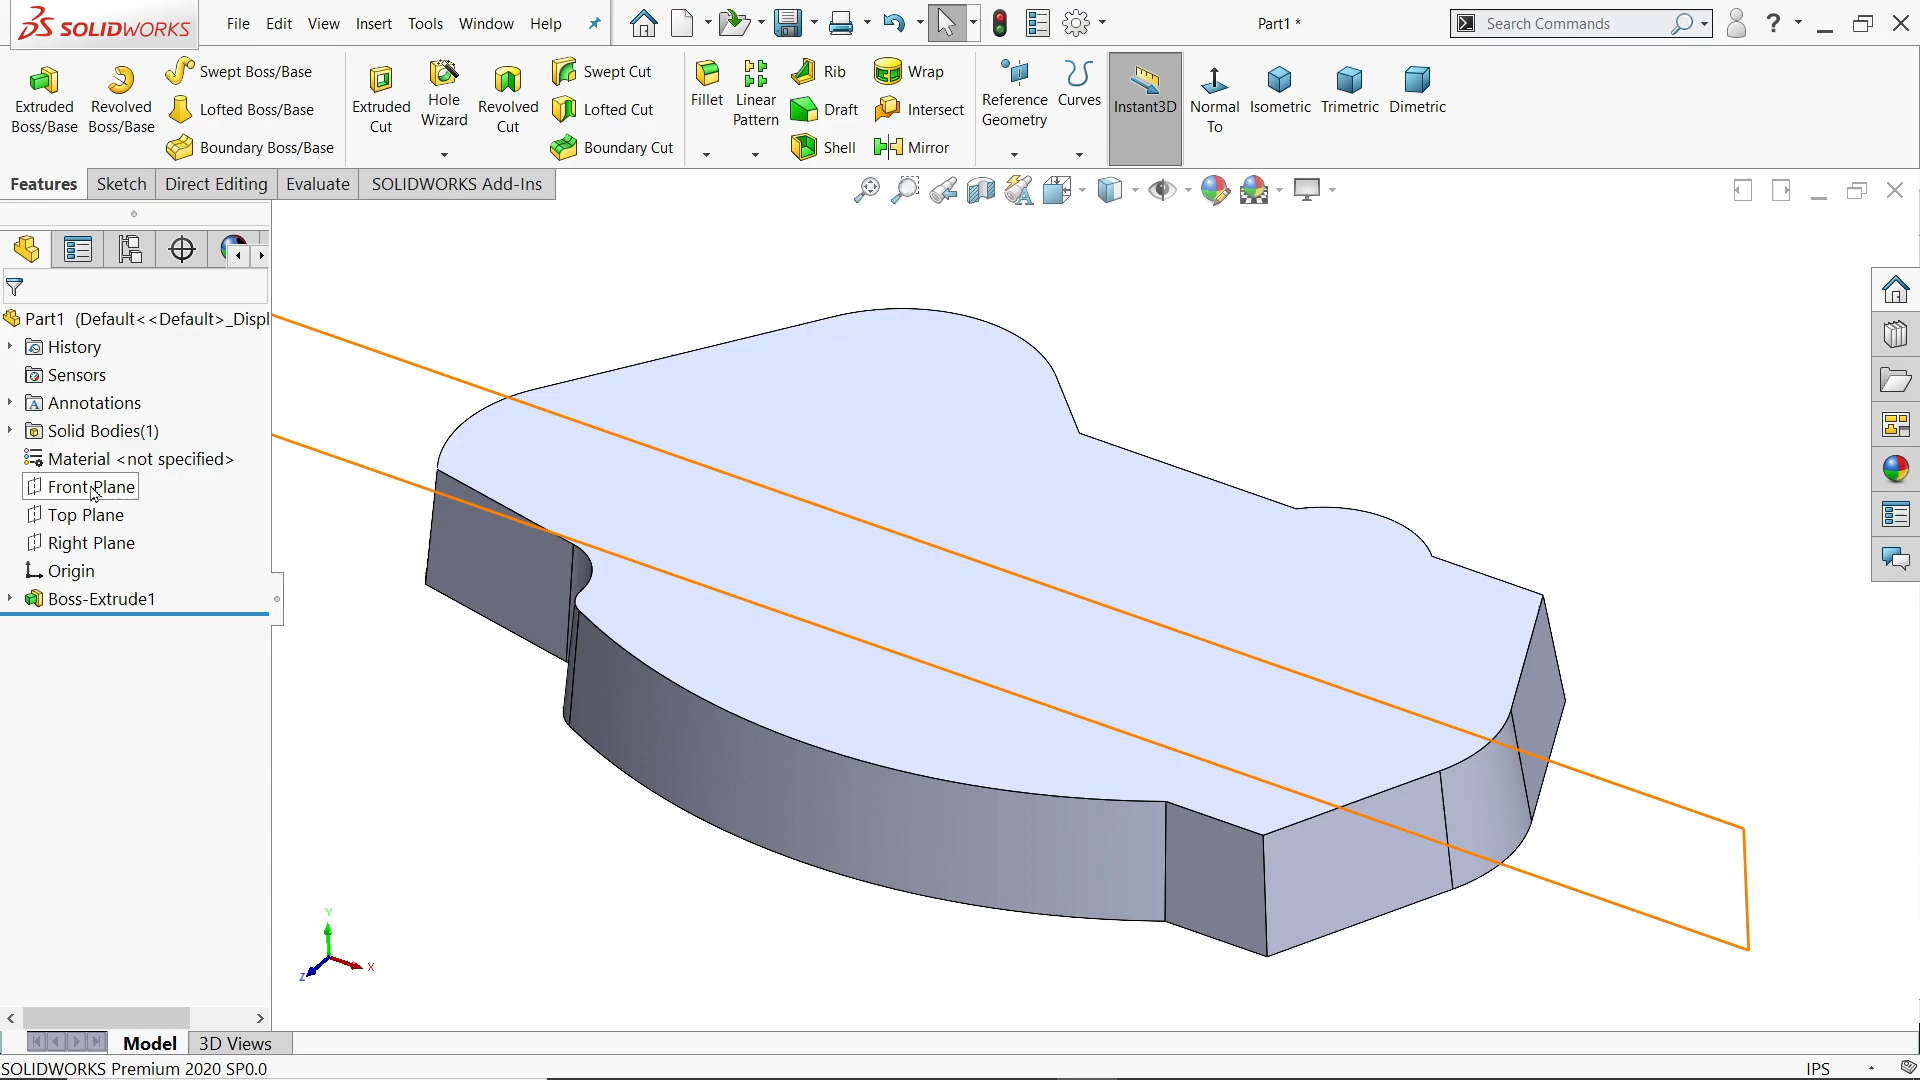 SOLIDWORKS
File Edit View Insert Tools Window Help
Part1 *
Search Commands
?
Extruded Boss/Base
Revolved Boss/Base
Swept Boss/Base
Lofted Boss/Base
Boundary Boss/Base
Extruded Cut
Hole Wizard
Revolved Cut
Swept Cut
Lofted Cut
Boundary Cut
Fillet
Linear Pattern
Rib
Draft
Shell
Wrap
Intersect
Mirror
Reference Geometry
Curves
Instant3D
Normal To
Isometric
Trimetric
Dimetric
Features Sketch Direct Editing Evaluate SOLIDWORKS Add-Ins
Part1 (Default<<Default>_Displ
History
Sensors
Annotations
Solid Bodies(1)
Material <not specified>
Front Plane
Top Plane
Right Plane
Origin
Boss-Extrude1
Y
X
Z
Model 3D Views
SOLIDWORKS Premium 2020 SP0.0
IPS